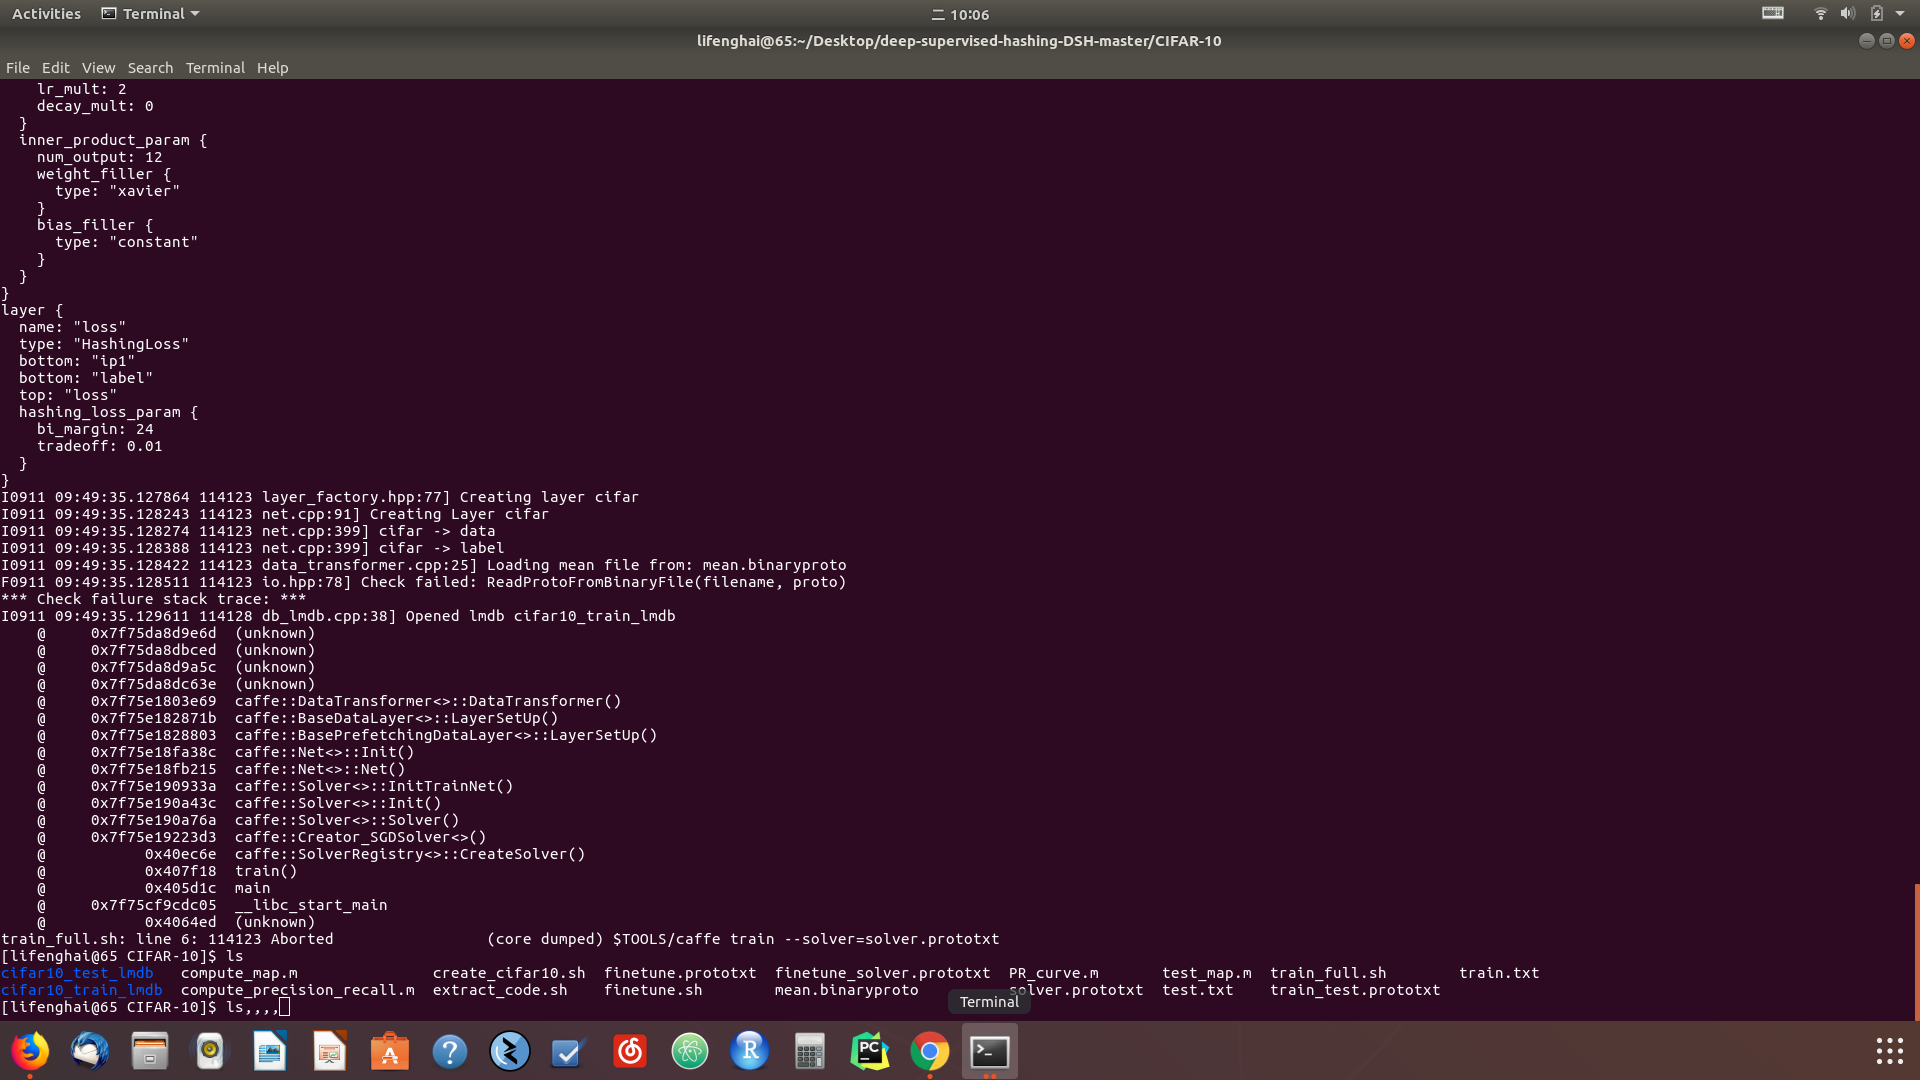 Activities Terminal 二 10:06
lifenghai@65:~/Desktop/deep-supervised-hashing-DSH-master/CIFAR-10
File Edit View Search Terminal Help
    lr_mult: 2
    decay_mult: 0
  }
  inner_product_param {
    num_output: 12
    weight_filler {
      type: "xavier"
    }
    bias_filler {
      type: "constant"
    }
  }
}
layer {
  name: "loss"
  type: "HashingLoss"
  bottom: "ip1"
  bottom: "label"
  top: "loss"
  hashing_loss_param {
    bi_margin: 24
    tradeoff: 0.01
  }
}
I0911 09:49:35.127864 114123 layer_factory.hpp:77] Creating layer cifar
I0911 09:49:35.128243 114123 net.cpp:91] Creating Layer cifar
I0911 09:49:35.128274 114123 net.cpp:399] cifar -> data
I0911 09:49:35.128388 114123 net.cpp:399] cifar -> label
I0911 09:49:35.128422 114123 data_transformer.cpp:25] Loading mean file from: mean.binaryproto
F0911 09:49:35.128511 114123 io.hpp:78] Check failed: ReadProtoFromBinaryFile(filename, proto)
*** Check failure stack trace: ***
I0911 09:49:35.129611 114128 db_lmdb.cpp:38] Opened lmdb cifar10_train_lmdb
    @     0x7f75da8d9e6d  (unknown)
    @     0x7f75da8dbced  (unknown)
    @     0x7f75da8d9a5c  (unknown)
    @     0x7f75da8dc63e  (unknown)
    @     0x7f75e1803e69  caffe::DataTransformer<>::DataTransformer()
    @     0x7f75e182871b  caffe::BaseDataLayer<>::LayerSetUp()
    @     0x7f75e1828803  caffe::BasePrefetchingDataLayer<>::LayerSetUp()
    @     0x7f75e18fa38c  caffe::Net<>::Init()
    @     0x7f75e18fb215  caffe::Net<>::Net()
    @     0x7f75e190933a  caffe::Solver<>::InitTrainNet()
    @     0x7f75e190a43c  caffe::Solver<>::Init()
    @     0x7f75e190a76a  caffe::Solver<>::Solver()
    @     0x7f75e19223d3  caffe::Creator_SGDSolver<>()
    @           0x40ec6e  caffe::SolverRegistry<>::CreateSolver()
    @           0x407f18  train()
    @           0x405d1c  main
    @     0x7f75cf9cdc05  __libc_start_main
    @           0x4064ed  (unknown)
train_full.sh: line 6: 114123 Aborted                 (core dumped) $TOOLS/caffe train --solver=solver.prototxt
[lifenghai@65 CIFAR-10]$ ls
cifar10_test_lmdb   compute_map.m               create_cifar10.sh  finetune.prototxt  finetune_solver.prototxt  PR_curve.m       test_map.m  train_full.sh        train.txt
cifar10_train_lmdb  compute_precision_recall.m  extract_code.sh    finetune.sh        mean.binaryproto          solver.prototxt  test.txt    train_test.prototxt
[lifenghai@65 CIFAR-10]$ ls,,,,
Terminal